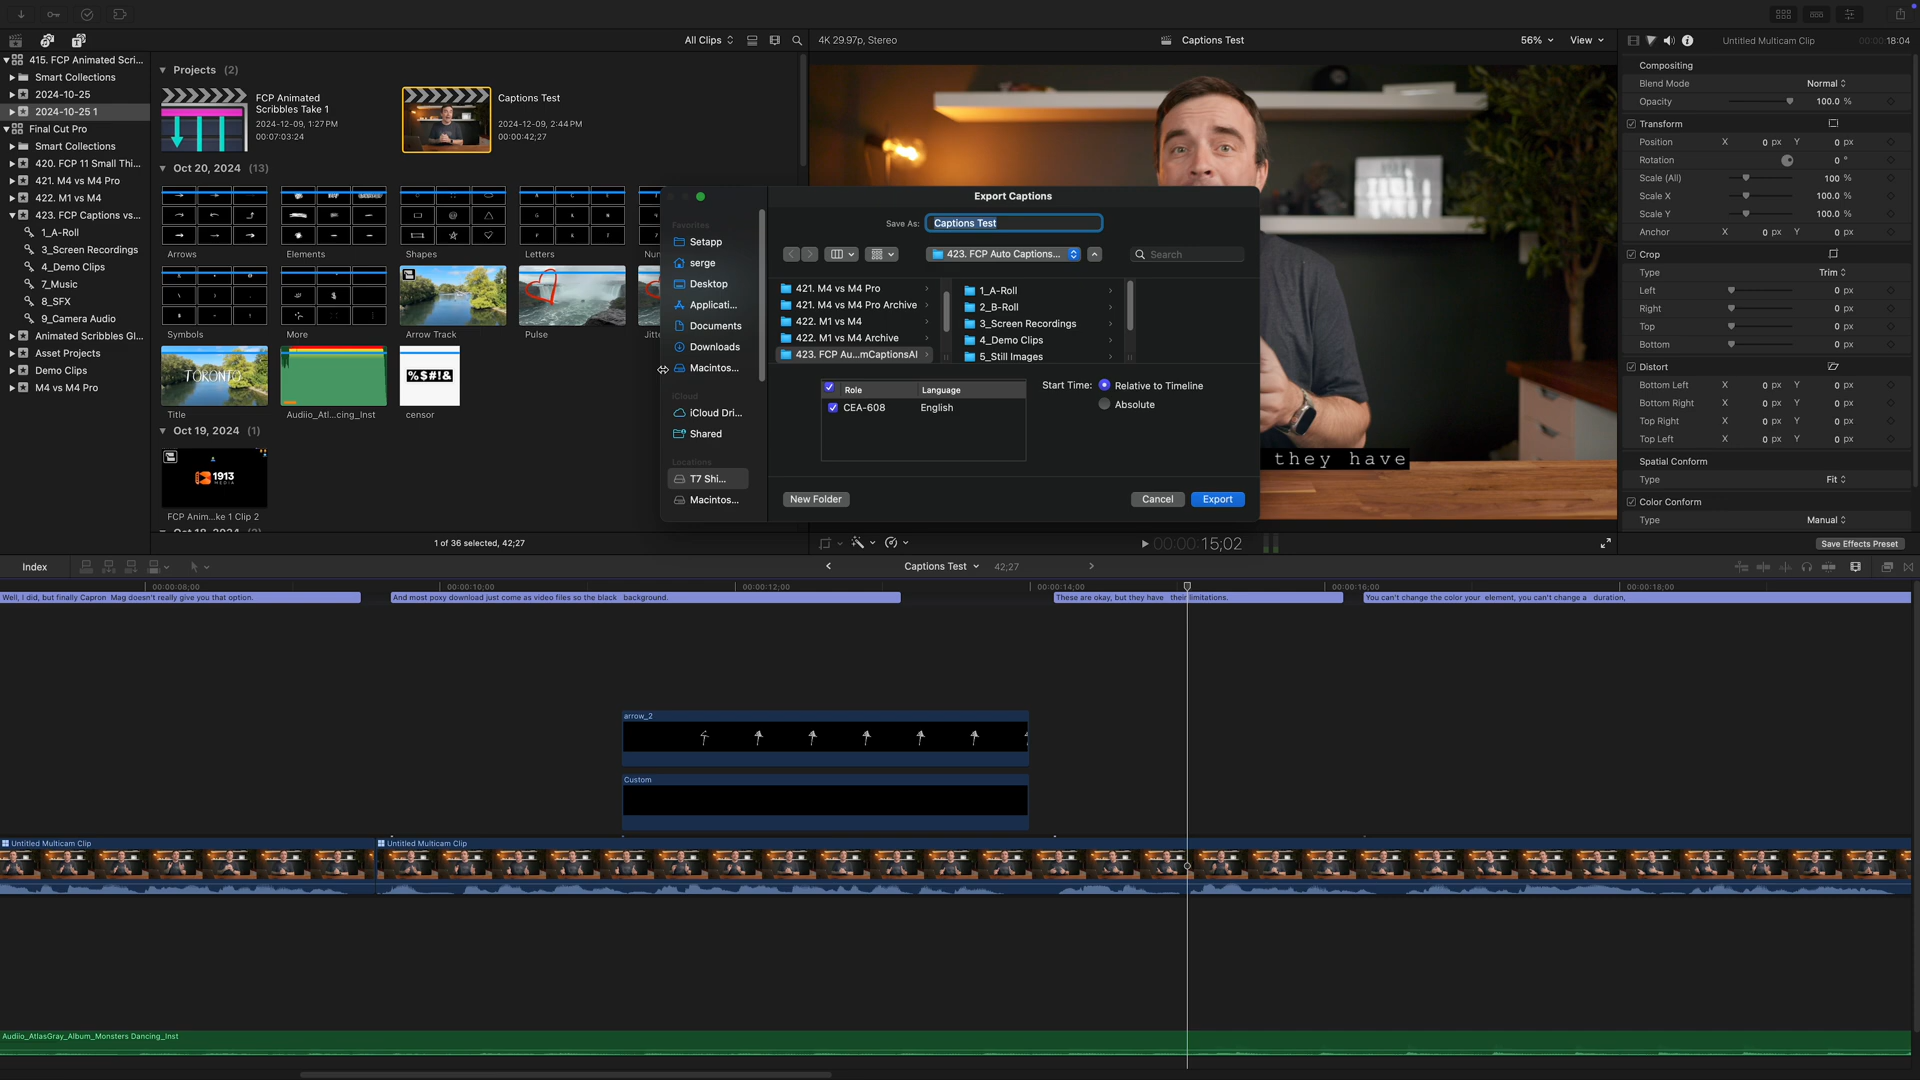 All Clips
4K 29.97p, Stereo
Captions Test
56%
View
Untitled Multicam Clip
00:00:18:04
415. FCP Animated Scri...
Smart Collections
2024-10-25
2024-10-25 1
Final Cut Pro
Smart Collections
420. FCP 11 Small Thi...
421. M4 vs M4 Pro
422. M1 vs M4
423. FCP Captions vs...
1_A-Roll
3_Screen Recordings
4_Demo Clips
7_Music
8_SFX
9_Camera Audio
Animated Scribbles Gl...
Asset Projects
Demo Clips
M4 vs M4 Pro
Projects (2)
FCP Animated
Scribbles Take 1
2024-12-09, 1:27PM
00:07:03:24
Captions Test
2024-12-09, 2:44PM
00:00:42;27
Oct 20, 2024 (13)
Arrows
Elements
Shapes
Letters
Symbols
More
Arrow Track
Pulse
TORONTO
Title
Audiio_Atl...cing_Inst
%$#!&
censor
Oct 19, 2024 (1)
1913
MEDIA
FCP Anim...ke 1 Clip 2
1 of 36 selected, 42;27
Export Captions
Save As:
Captions Test
423. FCP Auto Captions...
Search
Favorites
Setapp
serge
Desktop
Applicati...
Documents
Downloads
Macintos...
iCloud
iCloud Dri...
Shared
Locations
T7 Shi...
Macintos...
421. M4 vs M4 Pro
421. M4 vs M4 Pro Archive
422. M1 vs M4
422. M1 vs M4 Archive
423. FCP Au...mCaptionsAI
1_A-Roll
2_B-Roll
3_Screen Recordings
4_Demo Clips
5_Still Images
Role
Language
CEA-608
English
Start Time:
Relative to Timeline
Absolute
New Folder
Cancel
Export
they have
00:00:15;02
Compositing
Blend Mode
Normal
Opacity
100.0 %
Transform
Position
X 0 px Y 0 px
Rotation
0 °
Scale (All)
100 %
Scale X
100.0 %
Scale Y
100.0 %
Anchor
X 0 px Y 0 px
Crop
Type
Trim
Left
0 px
Right
0 px
Top
0 px
Bottom
0 px
Distort
Bottom Left
X 0 px Y 0 px
Bottom Right
X 0 px Y 0 px
Top Right
X 0 px Y 0 px
Top Left
X 0 px Y 0 px
Spatial Conform
Type
Fit
Color Conform
Type
Manual
Save Effects Preset
Index
Captions Test
42;27
00:00:08;00
00:00:10;00
00:00:12;00
00:00:14;00
00:00:16;00
00:00:18;00
Well, I did, but finally Capron Mag doesn't really give you that option.
And most poxy download just come as video files so the black background.
These are okay, but they have their limitations.
You can't change the color your element, you can't change a duration,
arrow_2
Custom
Untitled Multicam Clip
Untitled Multicam Clip
Audiio_AtlasGray_Album_Monsters Dancing_Inst